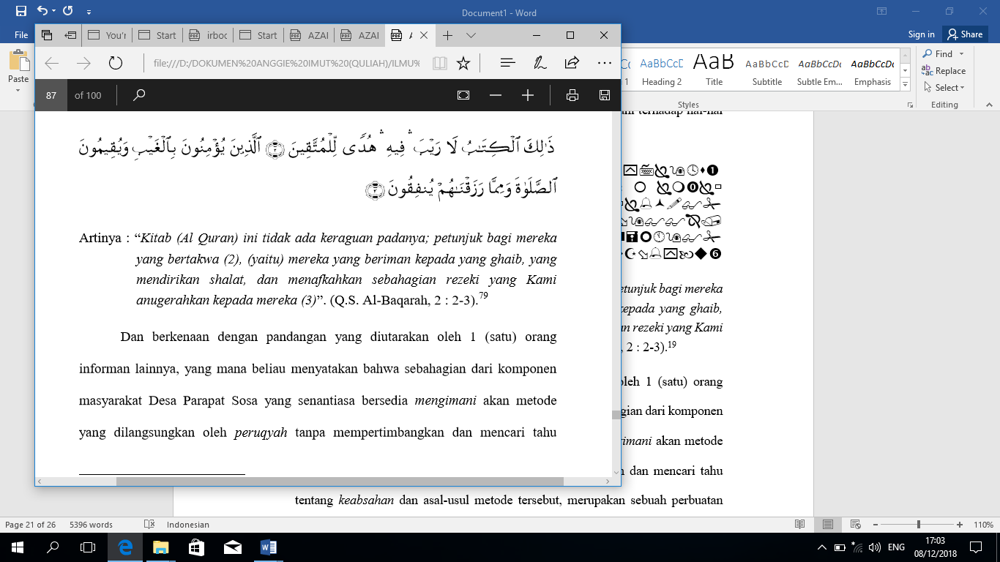 Document1 - Word
File
Sign in
Share
You'r
Start
irboc
Start
AZAI
AZAI
A
file:///D:/DOKUMEN%20ANGGIE%20IMUT%20(QULIAH)/ILMU%
87 of 100
Paste
1
Heading 2
Title
Subtitle
Subtle Em...
Emphasis
AaBbCcD
AaB
AaBbCcD
AaBbCcDc
AaBbCcDc
Styles
Find
Replace
Select
Editing
ذَٰلِكَ ٱلْكِتَـٰبُ لَا رَيْبَ ۛ فِيهِ ۛ هُدًى لِّلْمُتَّقِينَ ﴿٢﴾ ٱلَّذِينَ يُؤْمِنُونَ بِٱلْغَيْبِ وَيُقِيمُونَ
ٱلصَّلَوٰةَ وَمِمَّا رَزَقْنَـٰهُمْ يُنفِقُونَ ﴿٣﴾
Artinya : “Kitab (Al Quran) ini tidak ada keraguan padanya; petunjuk bagi mereka
yang bertakwa (2), (yaitu) mereka yang beriman kepada yang ghaib, yang
mendirikan shalat, dan menafkahkan sebahagian rezeki yang Kami
anugerahkan kepada mereka (3)”. (Q.S. Al-Baqarah, 2 : 2-3).79
Dan berkenaan dengan pandangan yang diutarakan oleh 1 (satu) orang
informan lainnya, yang mana beliau menyatakan bahwa sebahagian dari komponen
masyarakat Desa Parapat Sosa yang senantiasa bersedia mengimani akan metode
yang dilangsungkan oleh peruqyah tanpa mempertimbangkan dan mencari tahu
terhadap hal-hal
petunjuk bagi mereka
kepada yang ghaib,
rezeki yang Kami
2 : 2-3).19
oleh 1 (satu) orang
dari komponen
akan metode
dan mencari tahu
tentang keabsahan dan asal-usul metode tersebut, merupakan sebuah perbuatan
Page 21 of 26
5396 words
Indonesian
110%
ENG
17:03
08/12/2018